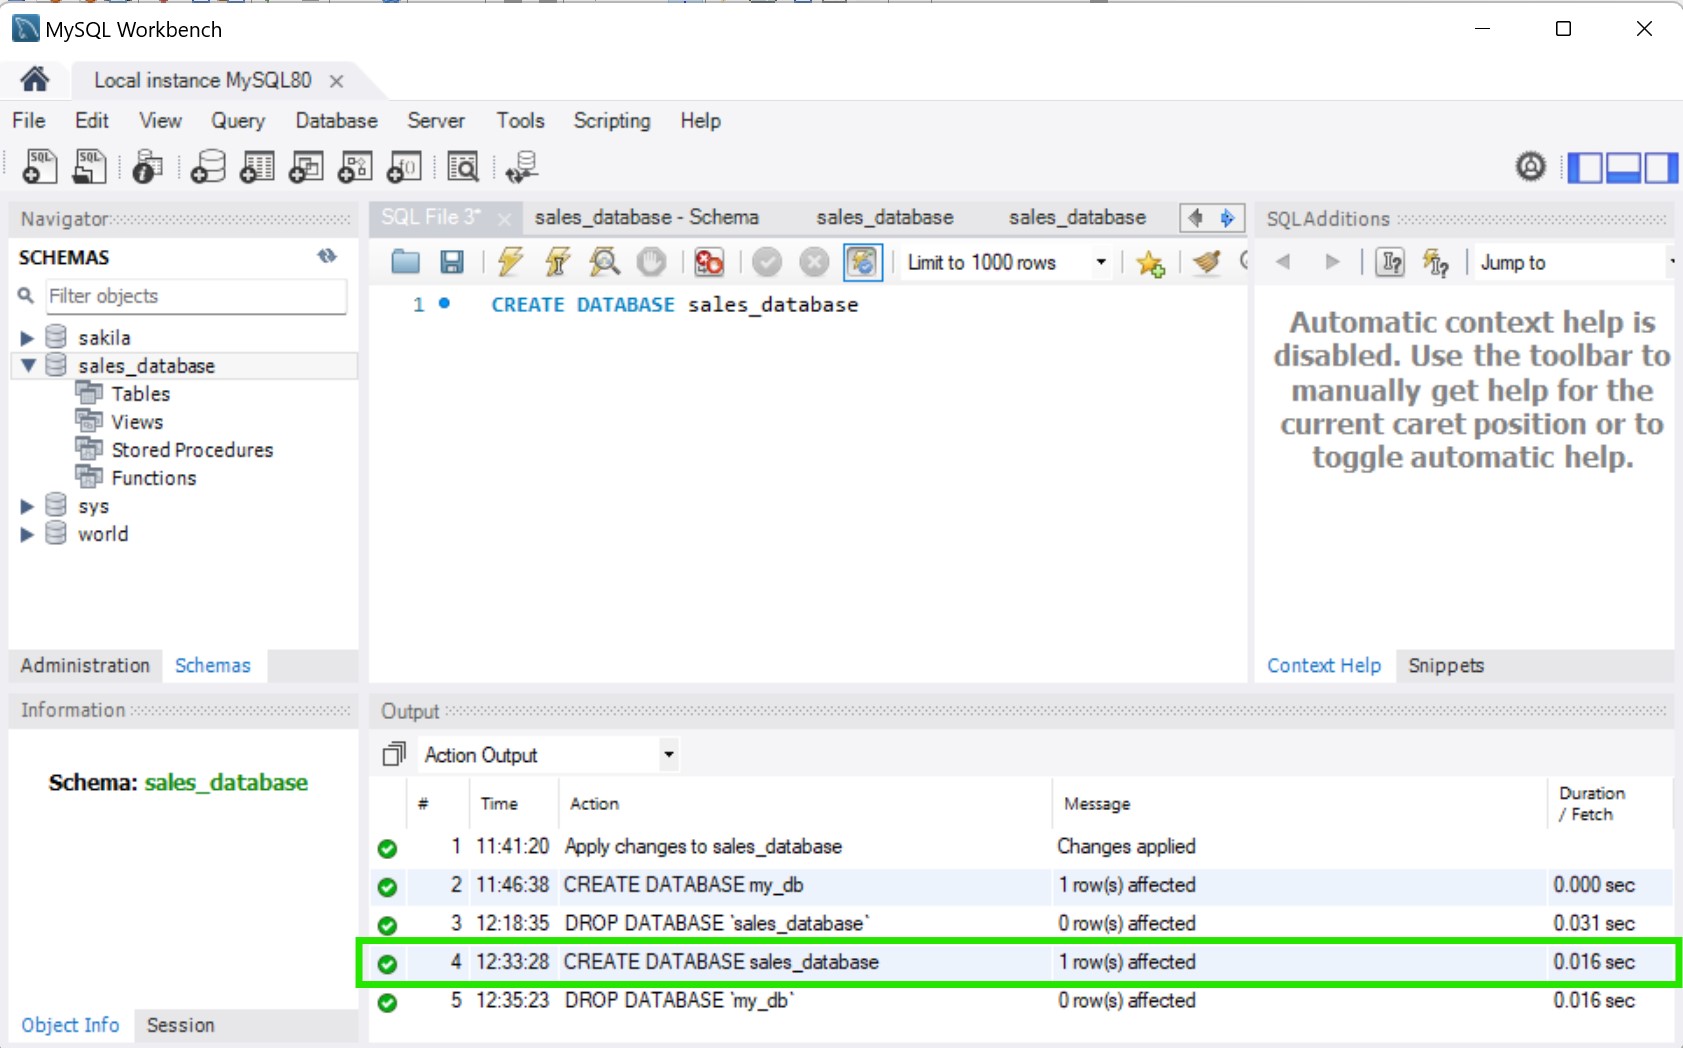 MySQL Workbench
Local instance MySQL80
File Edit View Query Database Server Tools Scripting Help
SQL SQL
Navigator
SCHEMAS
Filter objects
sakila
sales_database
Tables
Views
Stored Procedures
Functions
sys
world
Administration Schemas
Information
Schema: sales_database
Object Info Session
SQL File 3* sales_database - Schema sales_database sales_database
Limit to 1000 rows
1 CREATE DATABASE sales_database
SQLAdditions
Jump to
Automatic context help is
disabled. Use the toolbar to
manually get help for the
current caret position or to
toggle automatic help.
Context Help Snippets
Output
Action Output
# Time Action Message Duration / Fetch
1 11:41:20 Apply changes to sales_database Changes applied
2 11:46:38 CREATE DATABASE my_db 1 row(s) affected 0.000 sec
3 12:18:35 DROP DATABASE `sales_database` 0 row(s) affected 0.031 sec
4 12:33:28 CREATE DATABASE sales_database 1 row(s) affected 0.016 sec
5 12:35:23 DROP DATABASE `my_db` 0 row(s) affected 0.016 sec